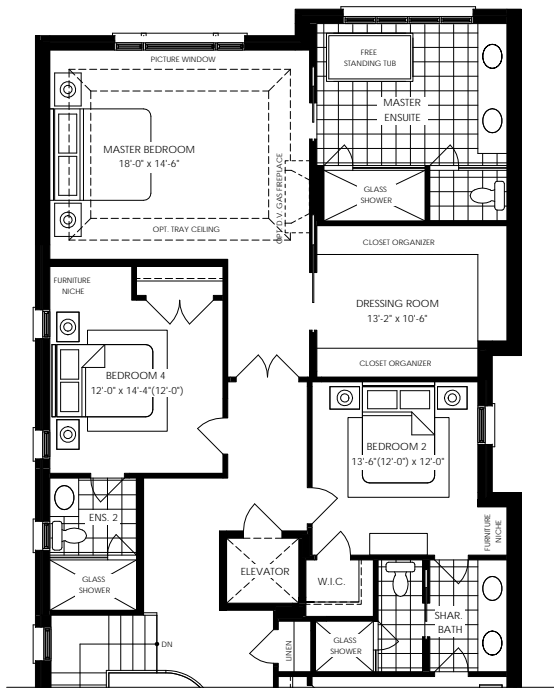 PICTURE WINDOW
FREE
STANDING TUB
MASTER
ENSUITE
MASTER BEDROOM
18'-0" x 14'-6"
OPT. D.V. GAS FIREPLACE
GLASS
SHOWER
OPT. TRAY CEILING
CLOSET ORGANIZER
FURNITURE
NICHE
DRESSING ROOM
13'-2" x 10'-6"
CLOSET ORGANIZER
BEDROOM 4
12'-0" x 14'-4"(12'-0")
BEDROOM 2
13'-6"(12'-0") x 12'-0"
ENS. 2
FURNITURE
NICHE
ELEVATOR
W.I.C.
GLASS
SHOWER
SHAR.
BATH
DN
LINEN
GLASS
SHOWER